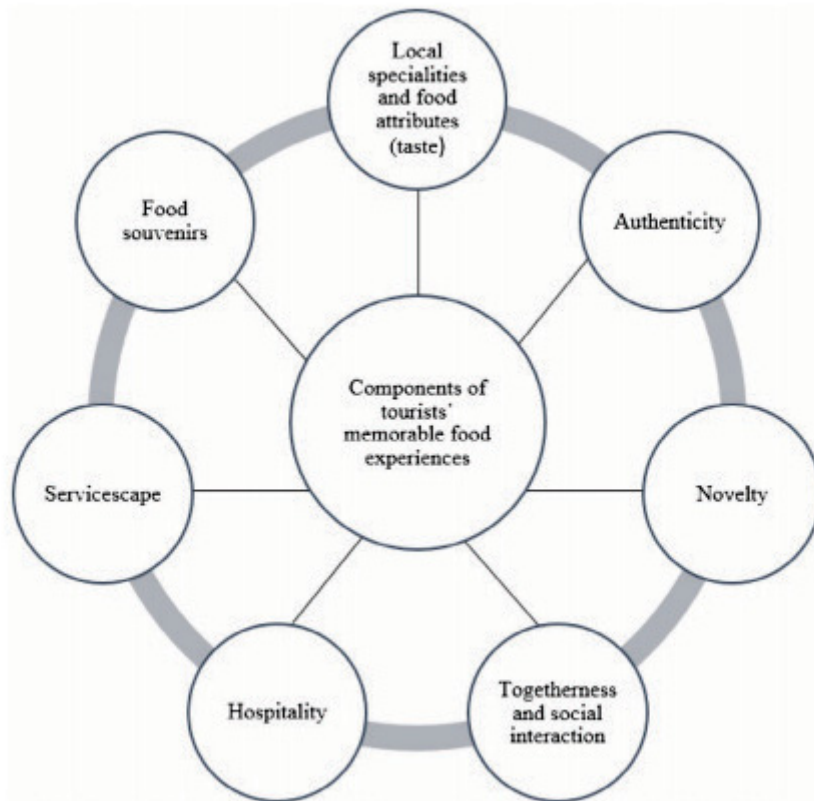 Local
specialities
and food
attributes
(taste)
Food
souvenirs
Authenticity
Components of
tourists'
memorable food
experiences
Servicescape
Novelty
Hospitality
Togetherness
and social
interaction